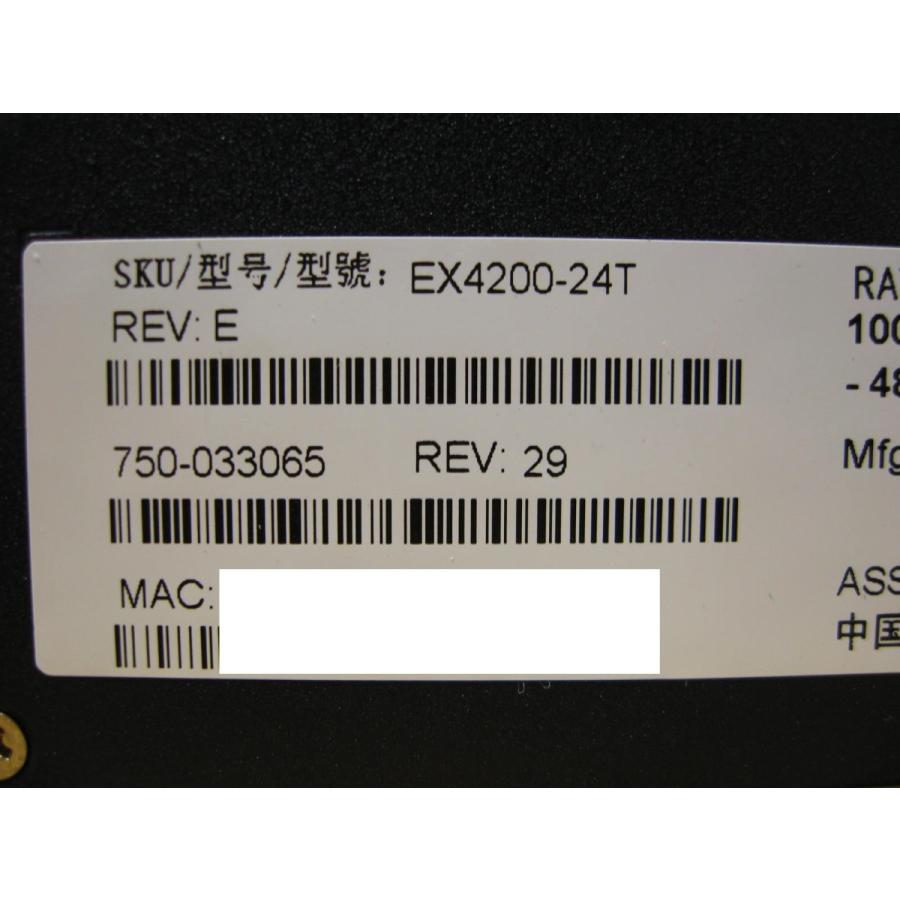 SKU/型号/型號: EX4200-24T
REV: E
750-033065 REV: 29
MAC:
RA
100
- 48
Mfg
ASS
中国